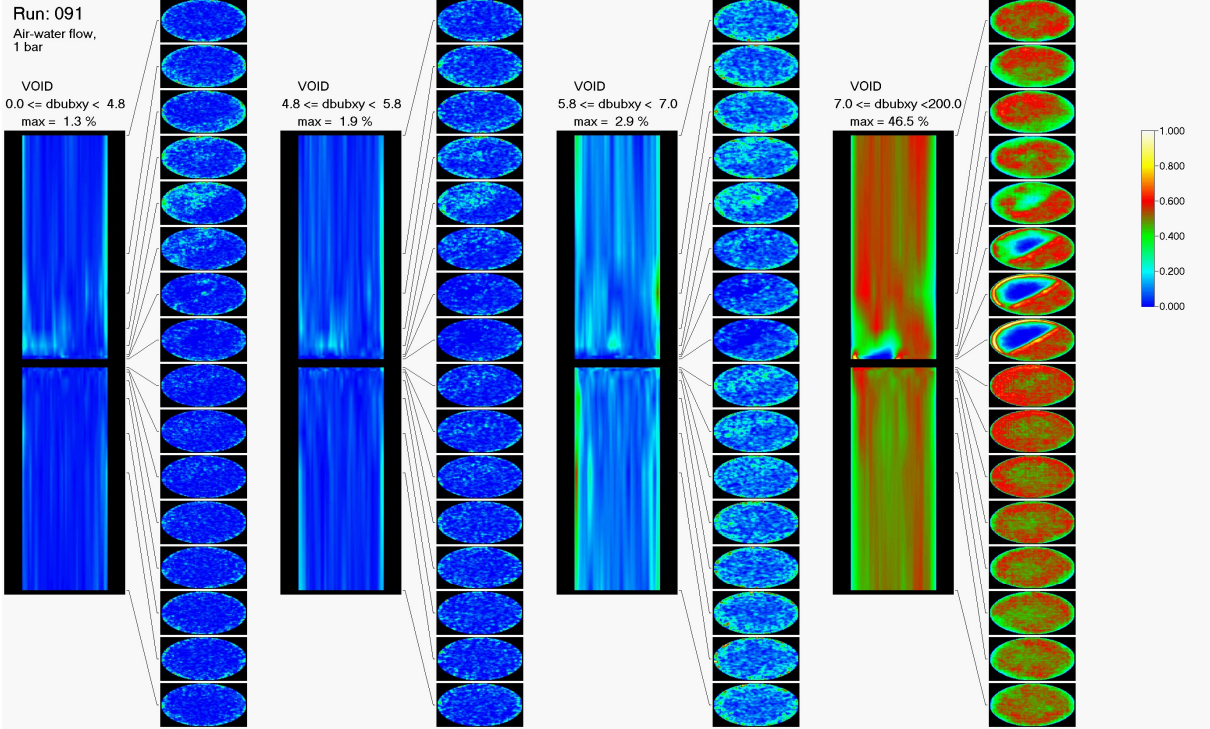 Run: 091
Air-water flow,
1 bar
VOID
0.0 <= dbubxy < 4.8
max = 1.3 %
VOID
4.8 <= dbubxy < 5.8
max = 1.9 %
VOID
5.8 <= dbubxy < 7.0
max = 2.9 %
VOID
7.0 <= dbubxy <200.0
max = 46.5 %
1.000
0.800
0.600
0.400
0.200
0.000